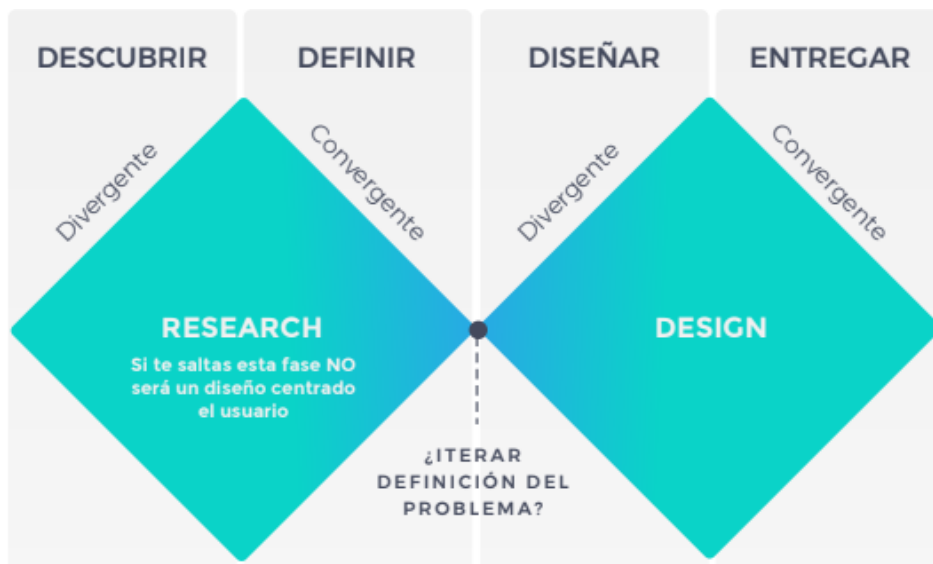 DESCUBRIR
DEFINIR
DISEÑAR
ENTREGAR
Divergente
Convergente
Divergente
Convergente
RESEARCH
Si te saltas esta fase NO
será un diseño centrado
el usuario
DESIGN
¿ITERAR
DEFINICIÓN DEL
PROBLEMA?